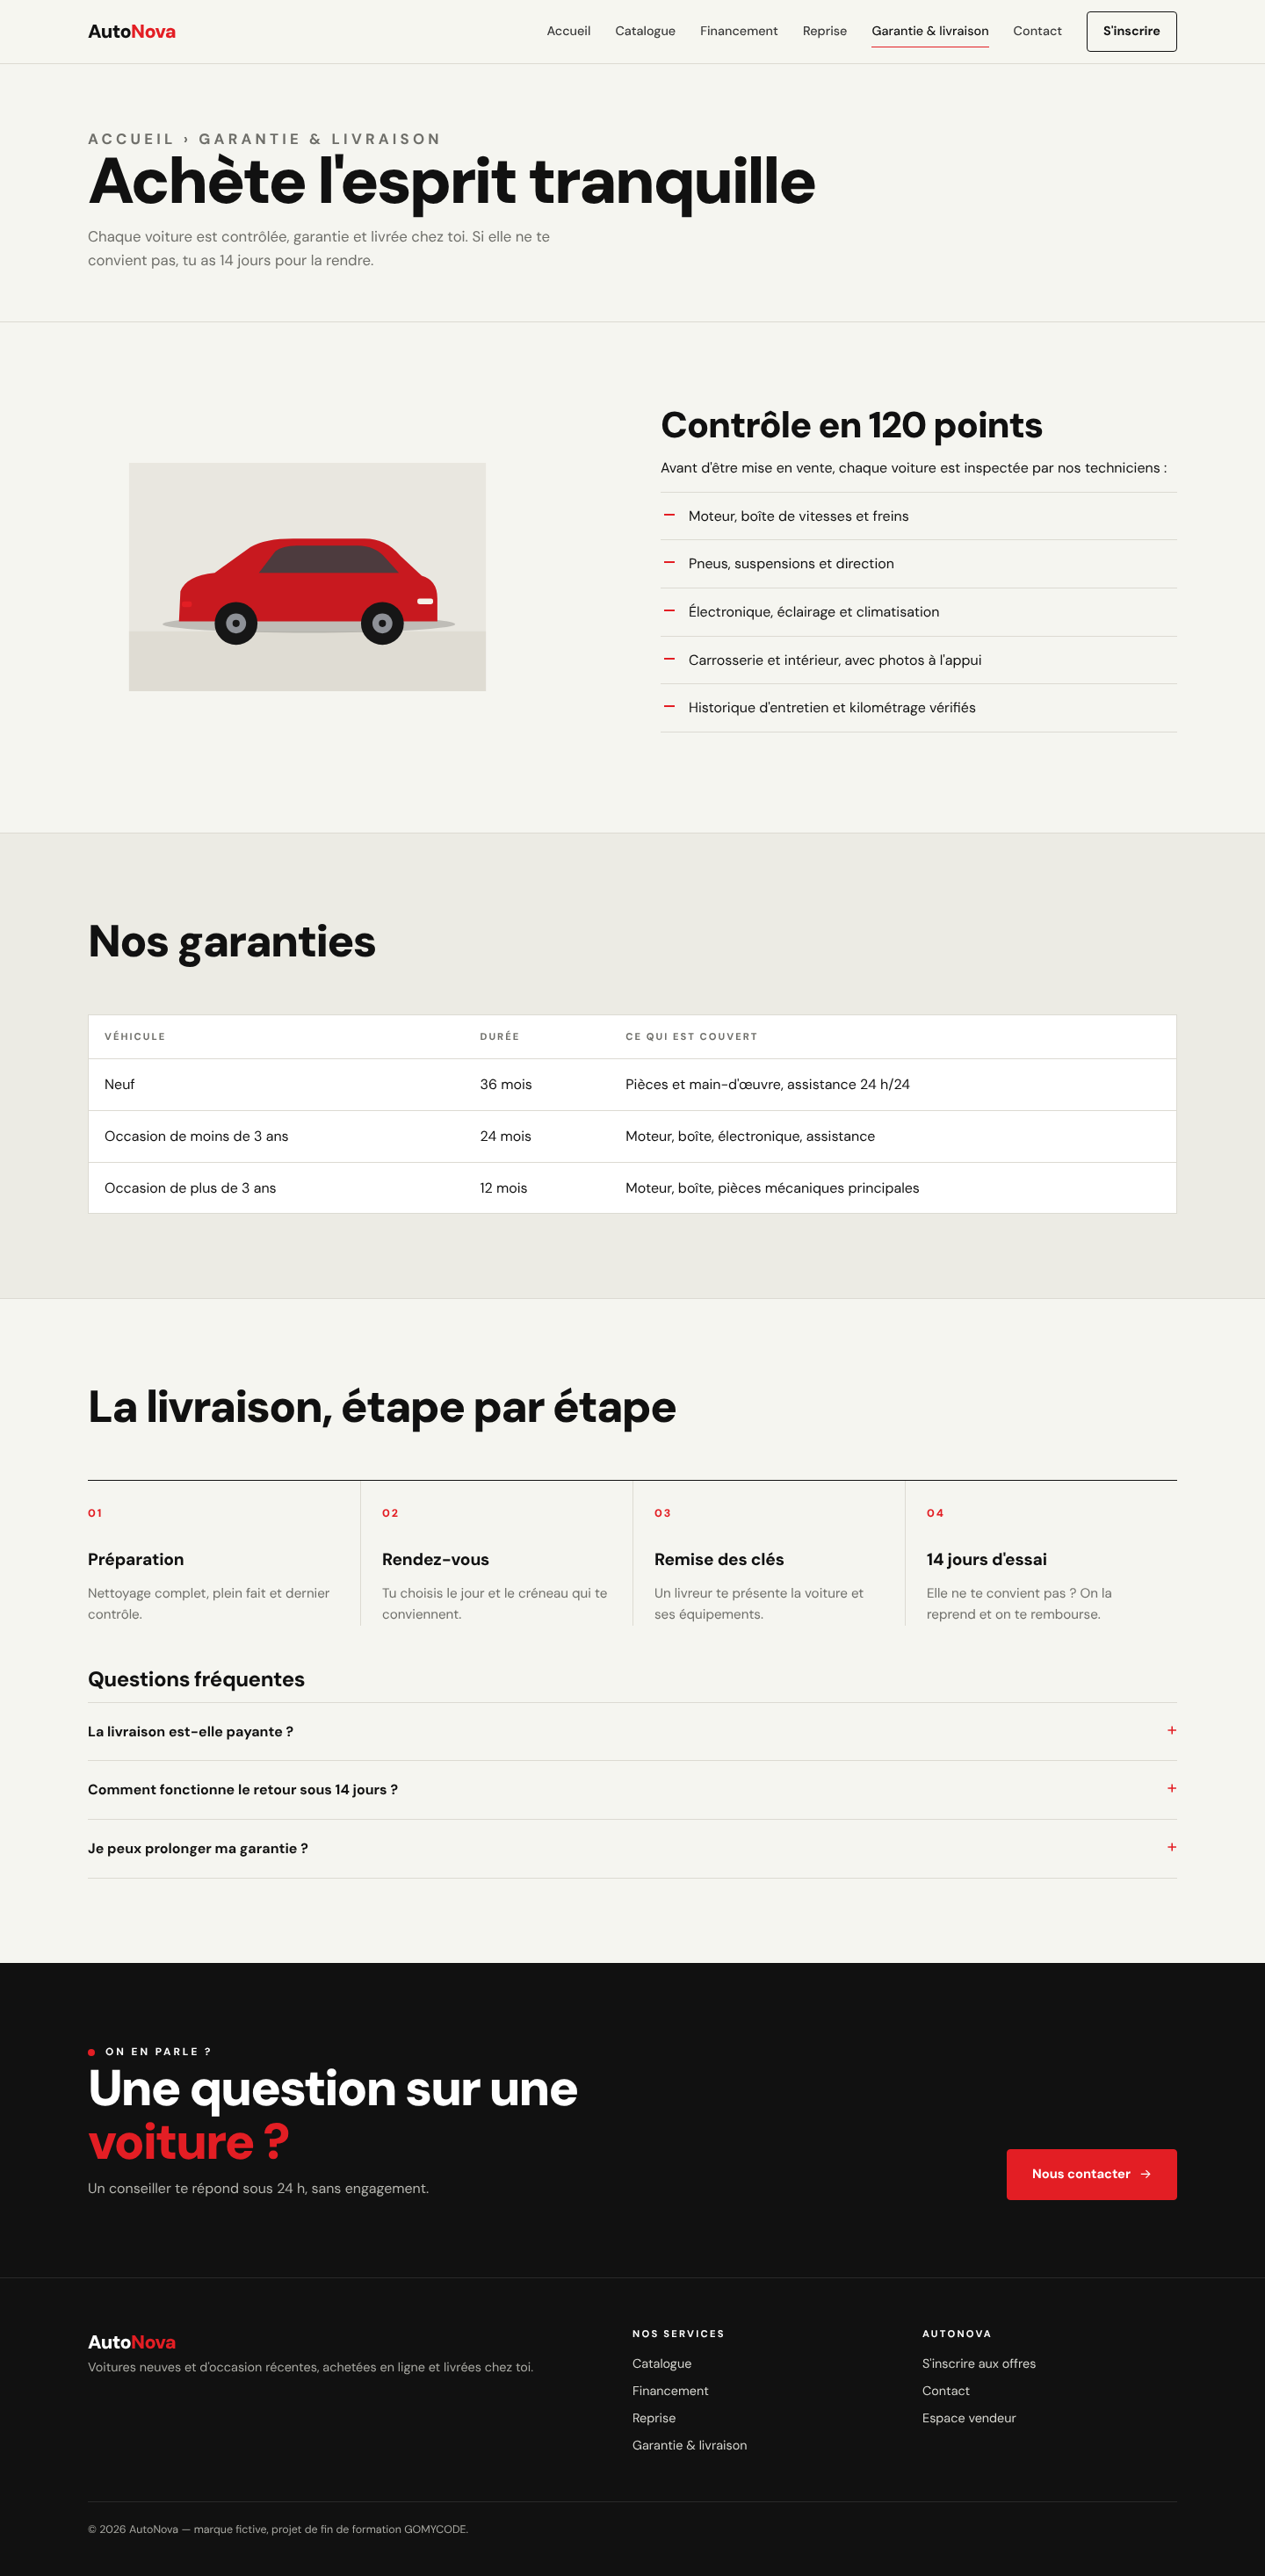 AutoNova
Accueil
Catalogue
Financement
Reprise
Garantie & livraison
Contact
S'inscrire
ACCUEIL › GARANTIE & LIVRAISON
Achète l'esprit tranquille
Chaque voiture est contrôlée, garantie et livrée chez toi. Si elle ne te
convient pas, tu as 14 jours pour la rendre.
Contrôle en 120 points
Avant d'être mise en vente, chaque voiture est inspectée par nos techniciens :
Moteur, boîte de vitesses et freins
Pneus, suspensions et direction
Électronique, éclairage et climatisation
Carrosserie et intérieur, avec photos à l'appui
Historique d'entretien et kilométrage vérifiés
Nos garanties
VÉHICULE DURÉE CE QUI EST COUVERT
Neuf 36 mois Pièces et main-d'œuvre, assistance 24 h/24
Occasion de moins de 3 ans 24 mois Moteur, boîte, électronique, assistance
Occasion de plus de 3 ans 12 mois Moteur, boîte, pièces mécaniques principales
La livraison, étape par étape
01
Préparation
Nettoyage complet, plein fait et dernier
contrôle.
02
Rendez-vous
Tu choisis le jour et le créneau qui te
conviennent.
03
Remise des clés
Un livreur te présente la voiture et
ses équipements.
04
14 jours d'essai
Elle ne te convient pas ? On la
reprend et on te rembourse.
Questions fréquentes
La livraison est-elle payante ? +
Comment fonctionne le retour sous 14 jours ? +
Je peux prolonger ma garantie ? +
ON EN PARLE ?
Une question sur une
voiture ?
Un conseiller te répond sous 24 h, sans engagement.
Nous contacter →
AutoNova
Voitures neuves et d'occasion récentes, achetées en ligne et livrées chez toi.
NOS SERVICES
Catalogue
Financement
Reprise
Garantie & livraison
AUTONOVA
S'inscrire aux offres
Contact
Espace vendeur
© 2026 AutoNova — marque fictive, projet de fin de formation GOMYCODE.